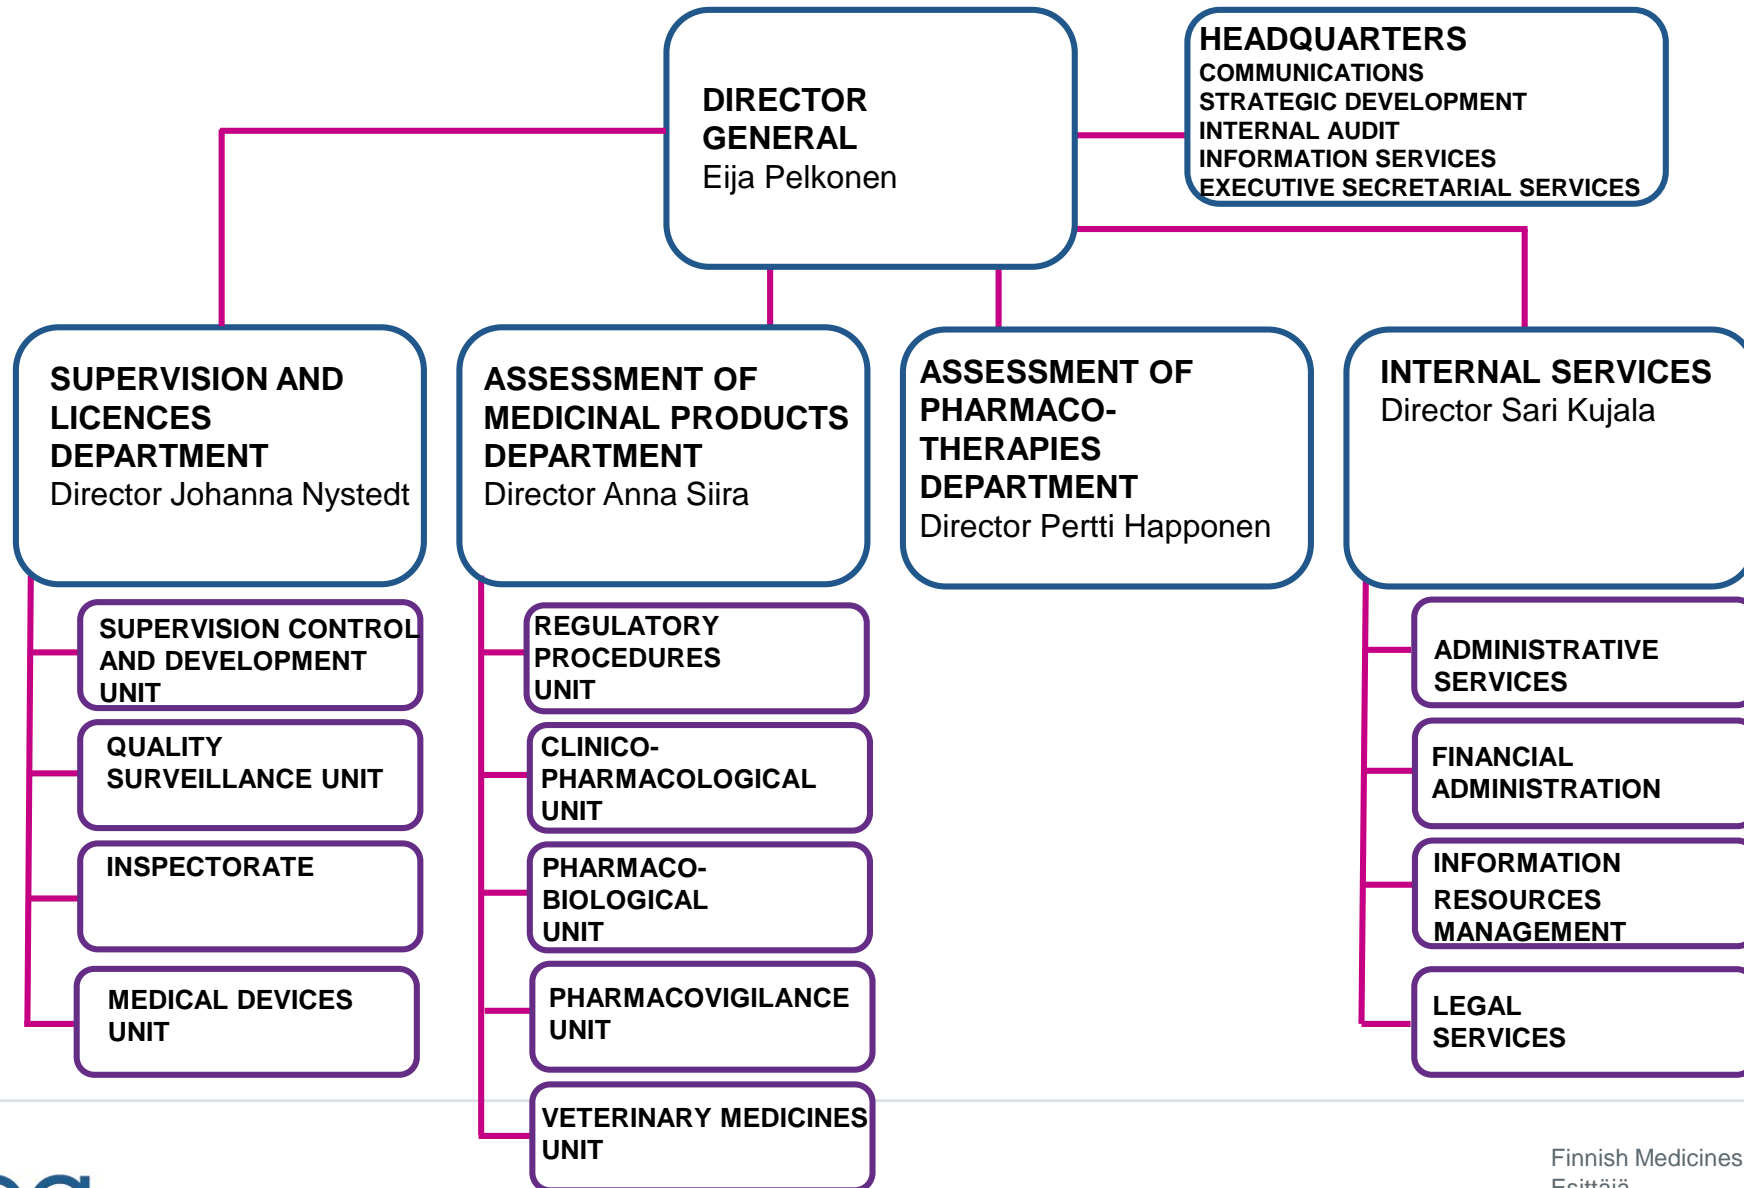 DIRECTOR
GENERAL
Eija Pelkonen
HEADQUARTERS
COMMUNICATIONS
STRATEGIC DEVELOPMENT
INTERNAL AUDIT
INFORMATION SERVICES
EXECUTIVE SECRETARIAL SERVICES
SUPERVISION AND
LICENCES
DEPARTMENT
Director Johanna Nystedt
ASSESSMENT OF
MEDICINAL PRODUCTS
DEPARTMENT
Director Anna Siira
ASSESSMENT OF
PHARMACO-
THERAPIES
DEPARTMENT
Director Pertti Happonen
INTERNAL SERVICES
Director Sari Kujala
SUPERVISION CONTROL
AND DEVELOPMENT
UNIT
QUALITY
SURVEILLANCE UNIT
INSPECTORATE
MEDICAL DEVICES
UNIT
REGULATORY
PROCEDURES
UNIT
CLINICO-
PHARMACOLOGICAL
UNIT
PHARMACO-
BIOLOGICAL
UNIT
PHARMACOVIGILANCE
UNIT
VETERINARY MEDICINES
UNIT
ADMINISTRATIVE
SERVICES
FINANCIAL
ADMINISTRATION
INFORMATION
RESOURCES
MANAGEMENT
LEGAL
SERVICES
Finnish Medicines
Esittäjä